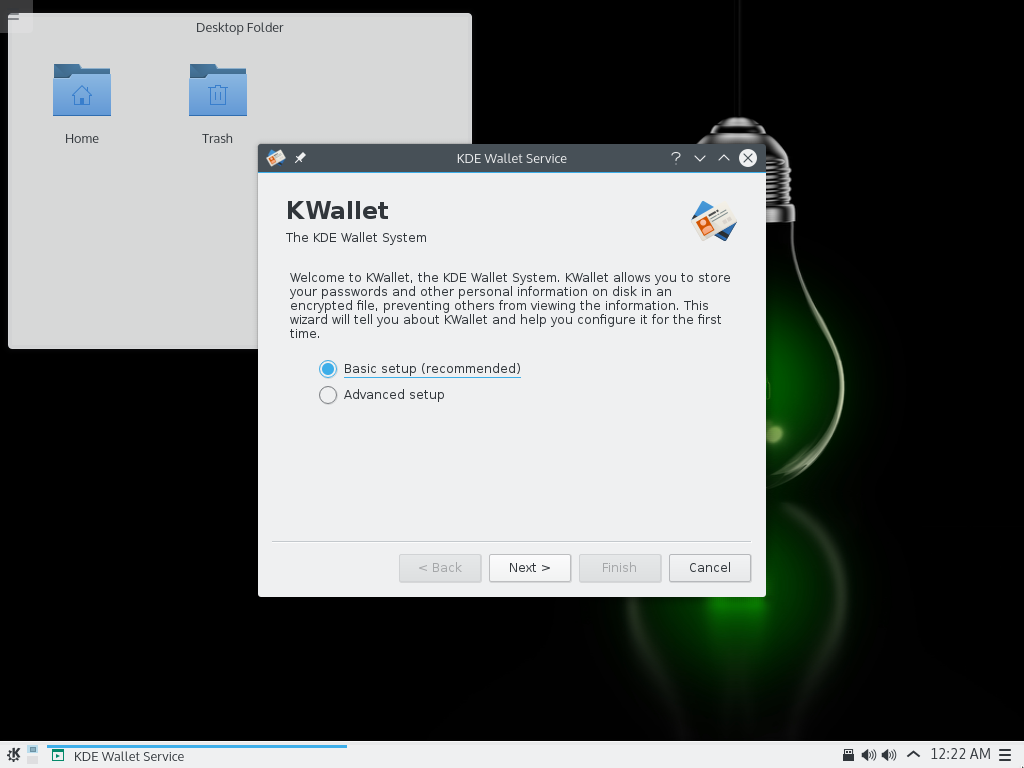 Desktop Folder
Home
Trash
KDE Wallet Service
KWallet
The KDE Wallet System
Welcome to KWallet, the KDE Wallet System. KWallet allows you to store
your passwords and other personal information on disk in an
encrypted file, preventing others from viewing the information. This
wizard will tell you about KWallet and help you configure it for the first
time.
Basic setup (recommended)
Advanced setup
< Back
Next >
Finish
Cancel
KDE Wallet Service
12:22 AM